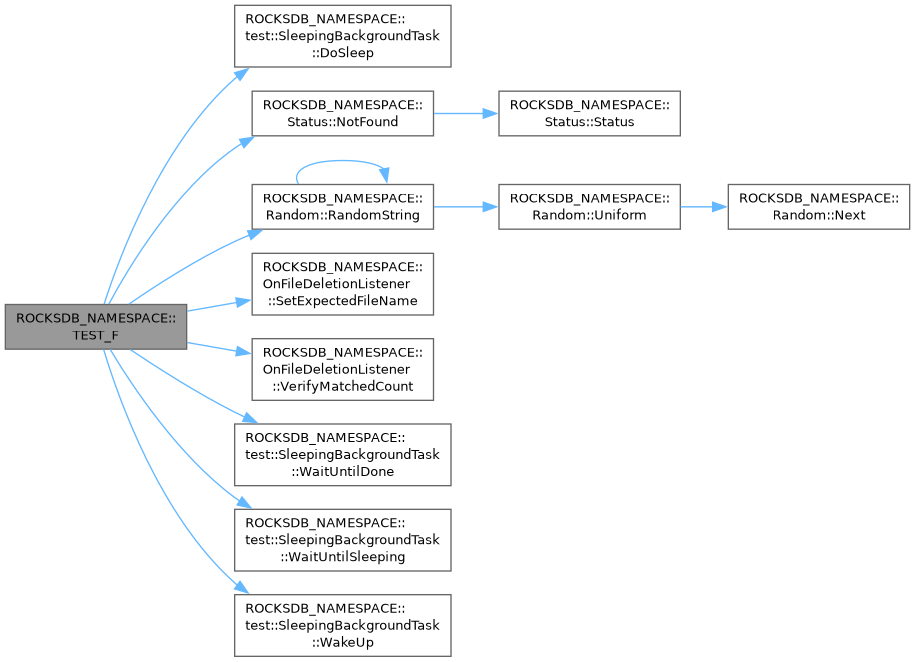 ROCKSDB_NAMESPACE::
test::SleepingBackgroundTask
::DoSleep
ROCKSDB_NAMESPACE::
Status::NotFound
ROCKSDB_NAMESPACE::
Status::Status
ROCKSDB_NAMESPACE::
Random::RandomString
ROCKSDB_NAMESPACE::
Random::Uniform
ROCKSDB_NAMESPACE::
Random::Next
ROCKSDB_NAMESPACE::
OnFileDeletionListener
::SetExpectedFileName
ROCKSDB_NAMESPACE::
TEST_F
ROCKSDB_NAMESPACE::
OnFileDeletionListener
::VerifyMatchedCount
ROCKSDB_NAMESPACE::
test::SleepingBackgroundTask
::WaitUntilDone
ROCKSDB_NAMESPACE::
test::SleepingBackgroundTask
::WaitUntilSleeping
ROCKSDB_NAMESPACE::
test::SleepingBackgroundTask
::WakeUp